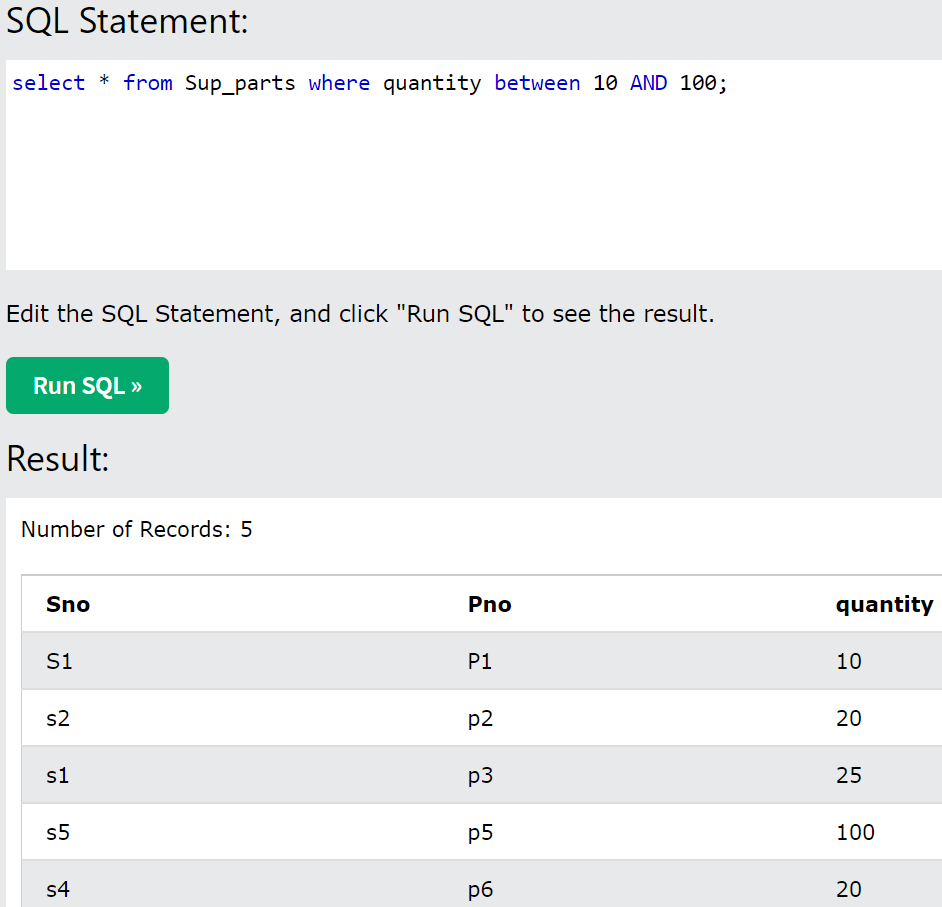 SQL Statement:
select * from Sup_parts where quantity between 10 AND 100;
Edit the SQL Statement, and click "Run SQL" to see the result.
Run SQL »
Result:
Number of Records: 5
Sno Pno quantity
S1 P1 10
s2 p2 20
s1 p3 25
s5 p5 100
s4 p6 20